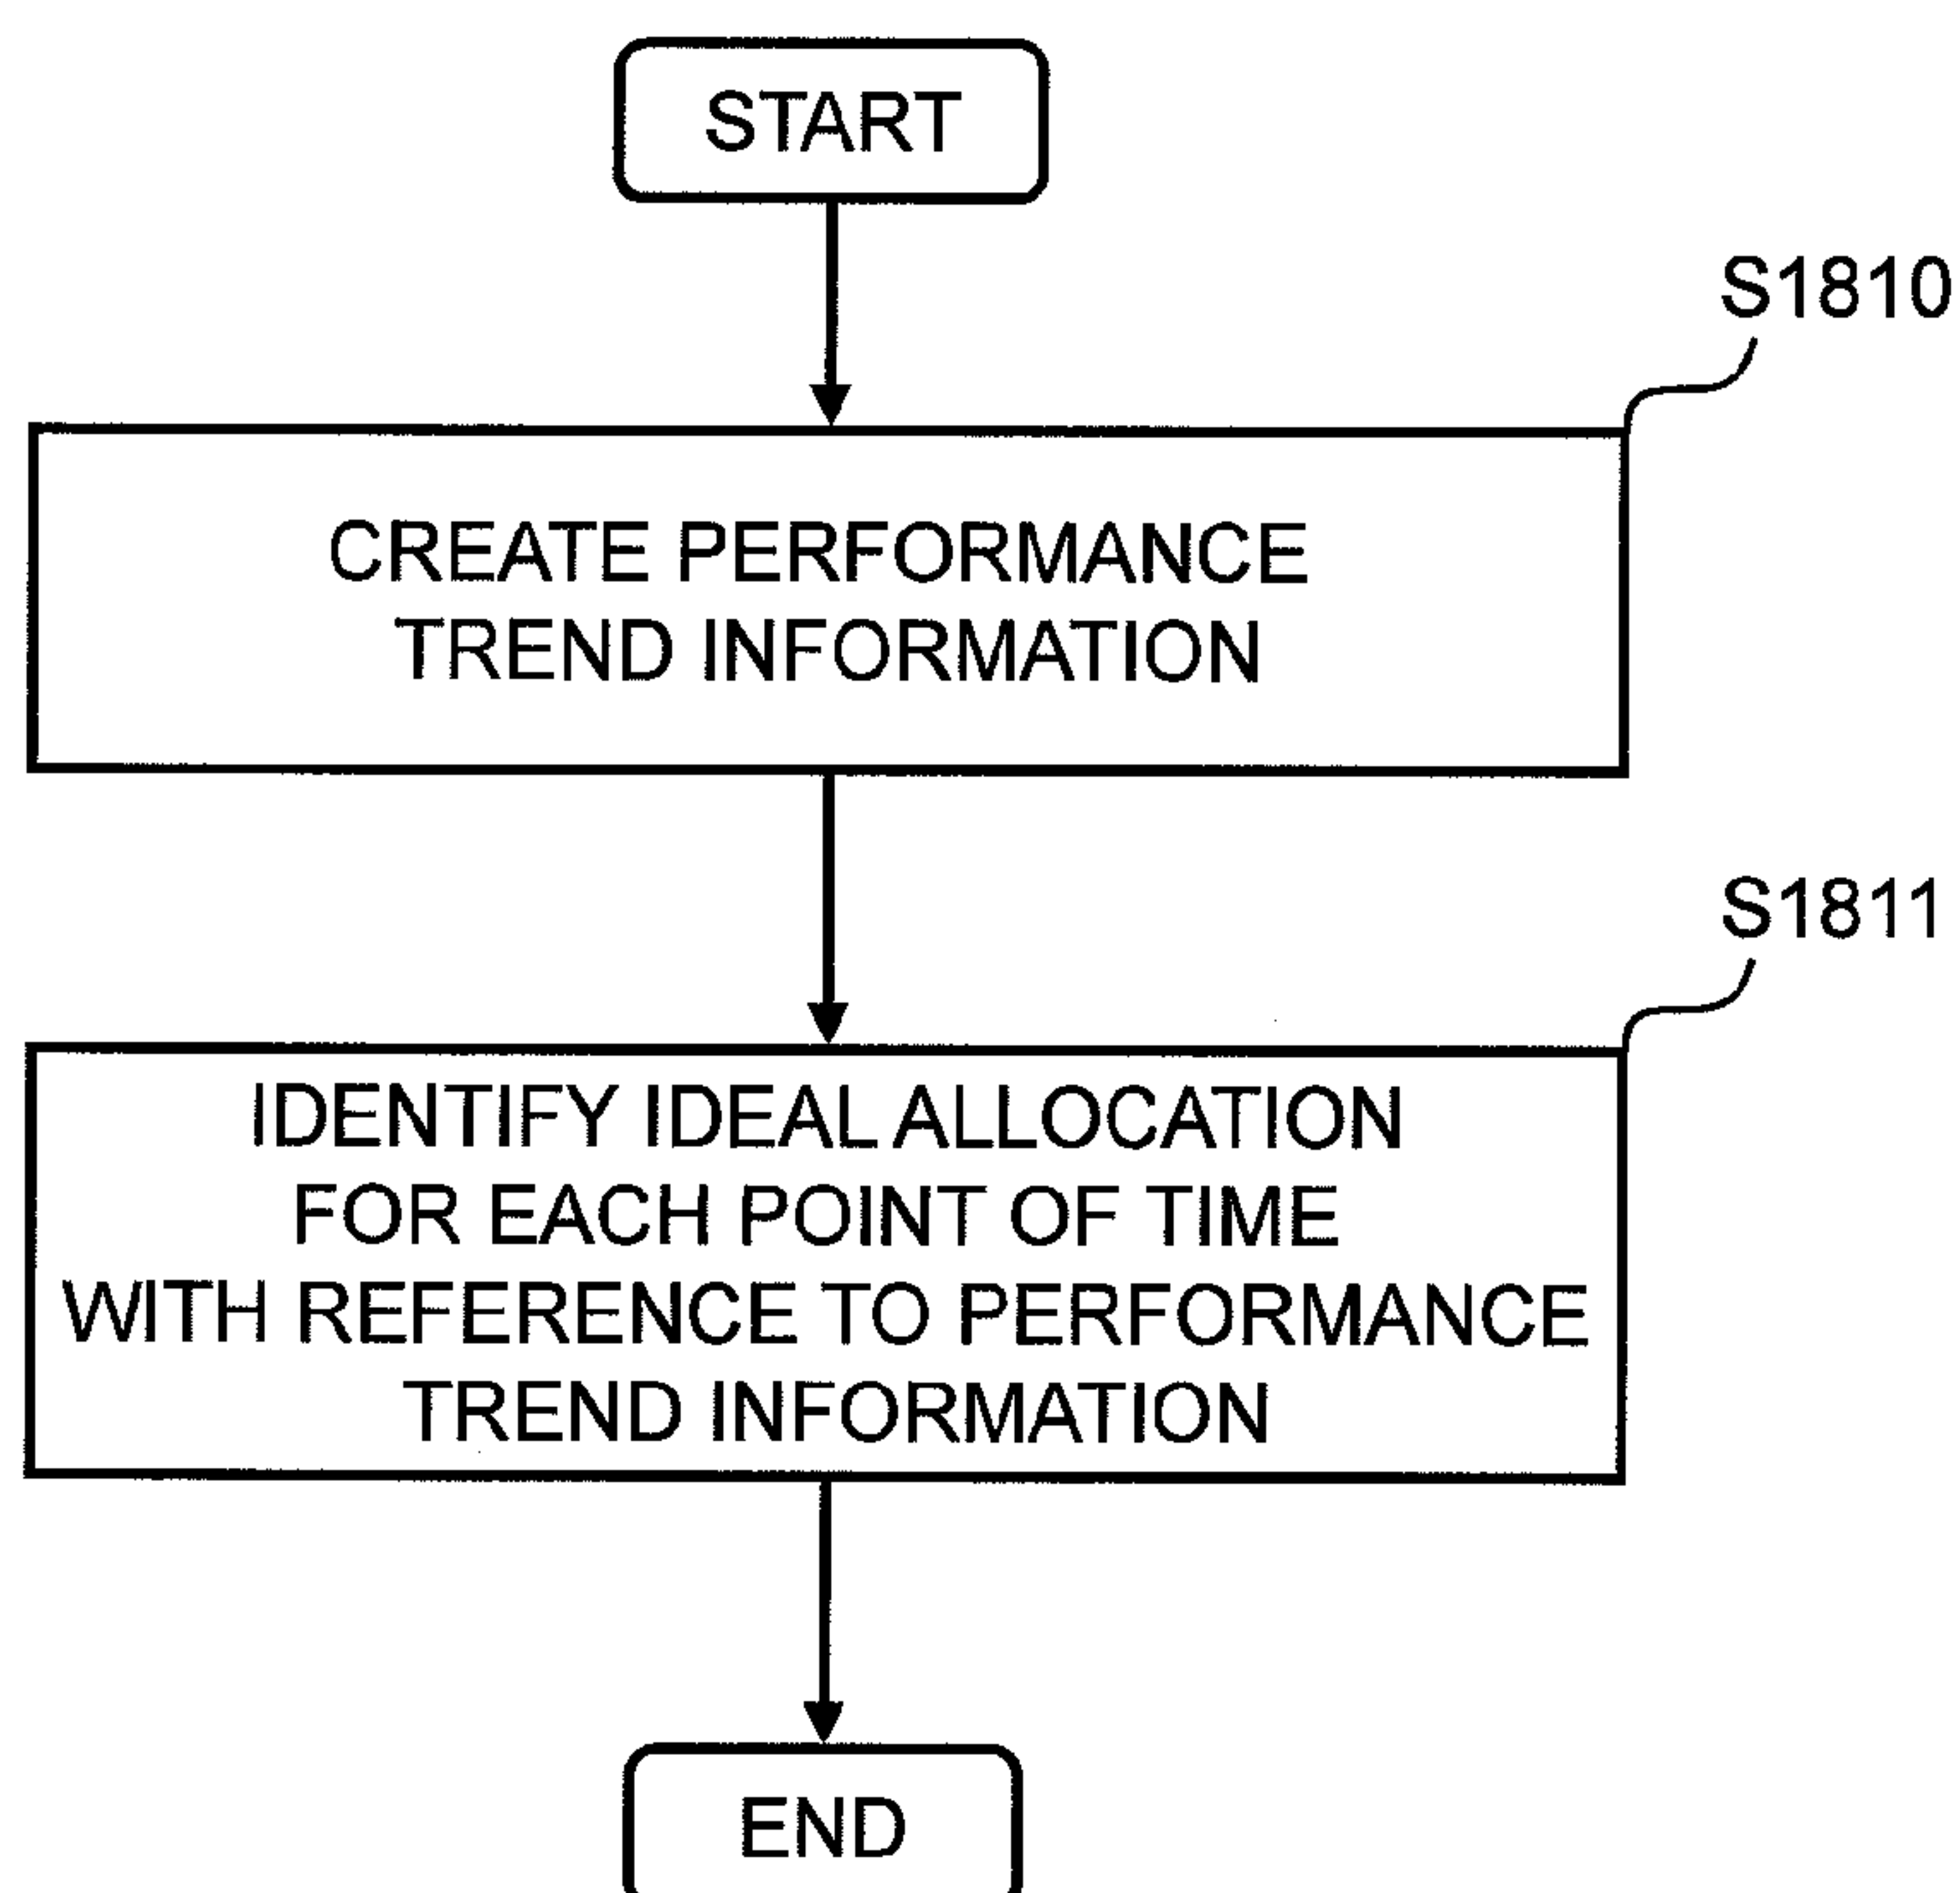 START
S1810
CREATE PERFORMANCE
TREND INFORMATION
S1811
IDENTIFY IDEAL ALLOCATION
FOR EACH POINT OF TIME
WITH REFERENCE TO PERFORMANCE
TREND INFORMATION
END